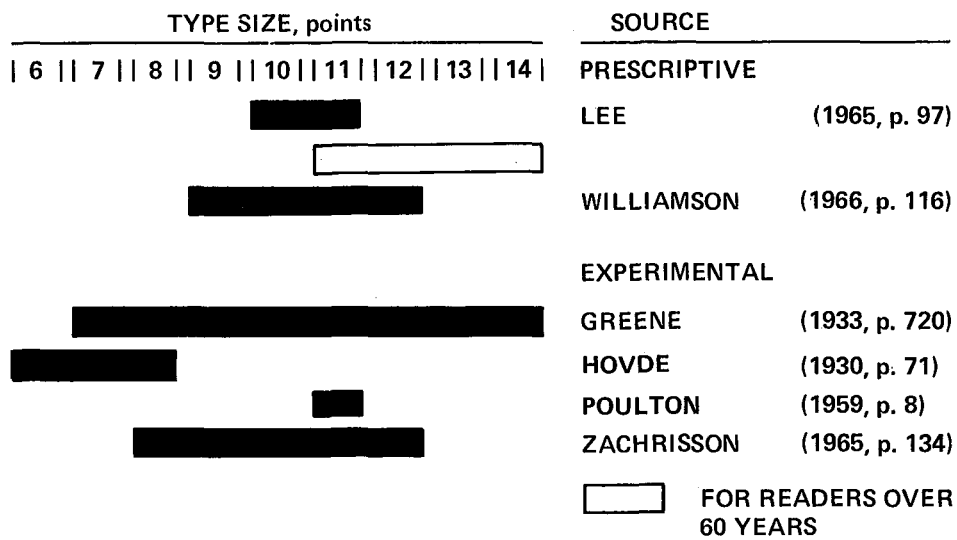 TYPE SIZE, points SOURCE
| 6 || 7 || 8 || 9 || 10 || 11 || 12 || 13 || 14 | PRESCRIPTIVE
LEE (1965, p. 97)
WILLIAMSON (1966, p. 116)
EXPERIMENTAL
GREENE (1933, p. 720)
HOVDE (1930, p. 71)
POULTON (1959, p. 8)
ZACHRISSON (1965, p. 134)
FOR READERS OVER
60 YEARS